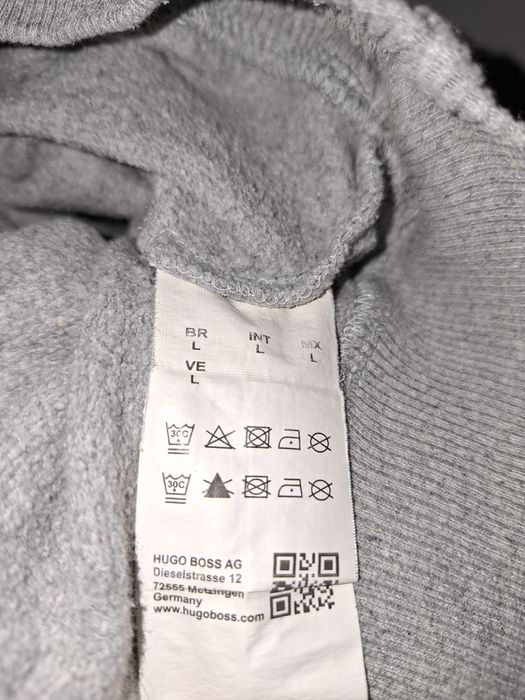 BR INT MX
L L L
VE
L
30C
30C
HUGO BOSS AG
Dieselstrasse 12
72555 Metzingen
Germany
www.hugoboss.com